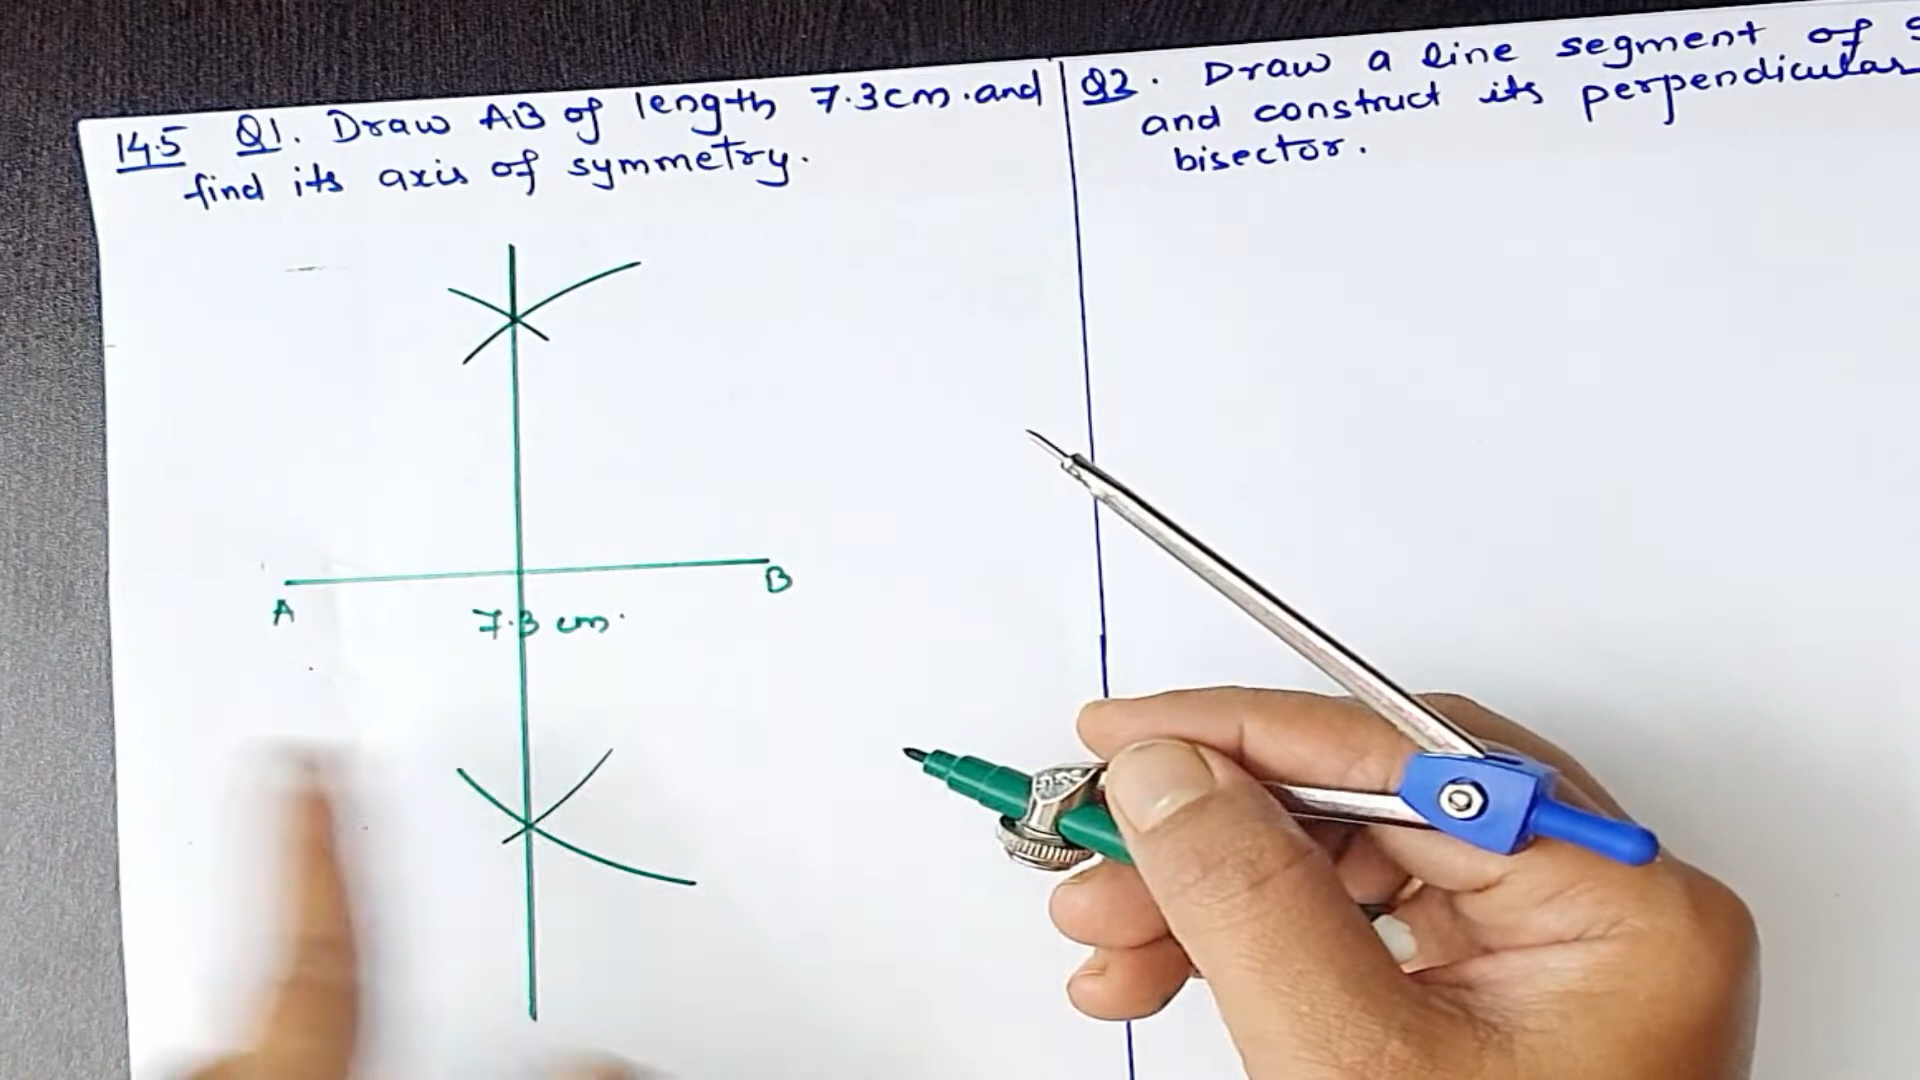 14.5 Q1. Draw AB of length 7.3cm. and
find its axis of symmetry.
Q2. Draw a line segment of
and construct its perpendicular
bisector.
A
B
7.3 cm.